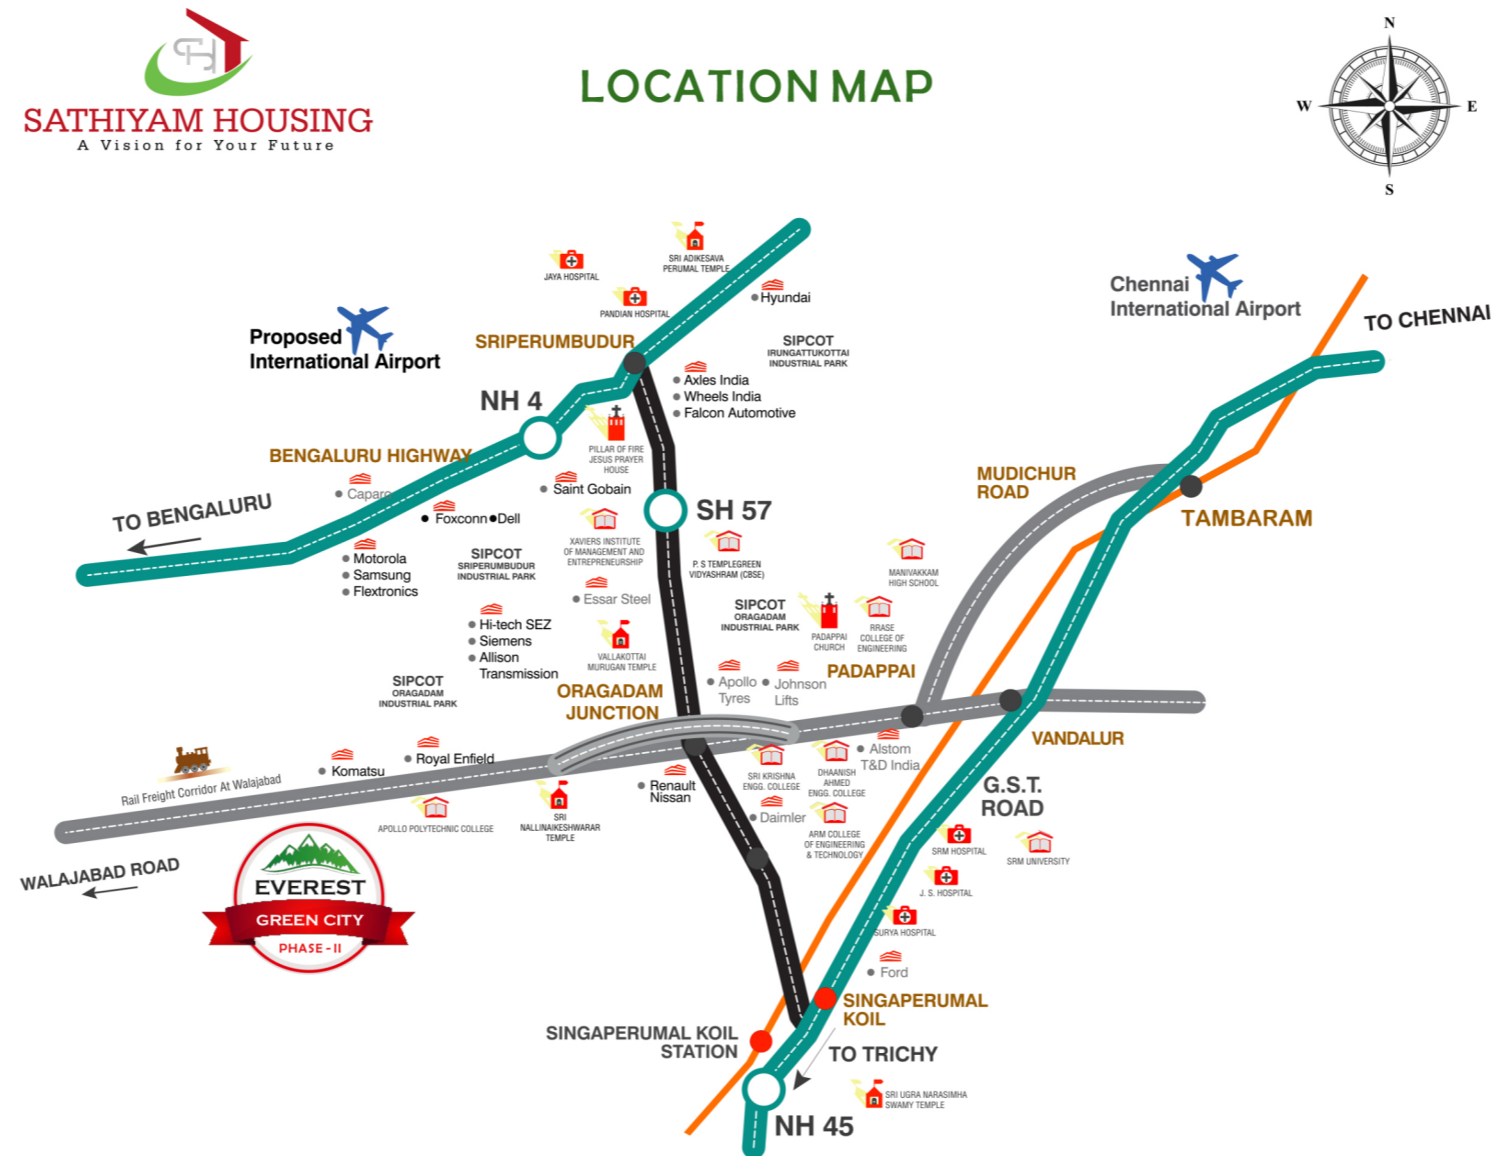 SATHIYAM HOUSING
A Vision for Your Future
LOCATION MAP
N
W
E
S
SRI ADIKESAVA
PERUMAL TEMPLE
JAYA HOSPITAL
PANDIAN HOSPITAL
Hyundai
Chennai
International Airport
TO CHENNAI
Proposed
International Airport
SRIPERUMBUDUR
SIPCOT
IRUNGATTUKOTTAI
INDUSTRIAL PARK
Axles India
Wheels India
Falcon Automotive
NH 4
PILLAR OF FIRE
JESUS PRAYER
HOUSE
BENGALURU HIGHWAY
Caparo
Saint Gobain
MUDICHUR
ROAD
TO BENGALURU
Foxconn
Dell
SH 57
TAMBARAM
Motorola
Samsung
Flextronics
SIPCOT
SRIPERUMBUDUR
INDUSTRIAL PARK
XAVIERS INSTITUTE
OF MANAGEMENT AND
ENTREPRENEURSHIP
P. S TEMPLEGREEN
VIDYASHRAM (CBSE)
MANIVAKKAM
HIGH SCHOOL
Essar Steel
SIPCOT
ORAGADAM
INDUSTRIAL PARK
PADAPPAI
CHURCH
RRASE
COLLEGE OF
ENGINEERING
Hi-tech SEZ
Siemens
Allison
Transmission
VALLAKOTTAI
MURUGAN TEMPLE
SIPCOT
ORAGADAM
INDUSTRIAL PARK
ORAGADAM
JUNCTION
Apollo
Tyres
Johnson
Lifts
PADAPPAI
VANDALUR
Rail Freight Corridor At Walajabad
Komatsu
Royal Enfield
Renault
Nissan
SRI KRISHNA
ENGG. COLLEGE
DHAANISH
AHMED
ENGG. COLLEGE
Alstom
T&D India
G.S.T.
ROAD
APOLLO POLYTECHNIC COLLEGE
SRI
NALLINAIKESHWARAR
TEMPLE
Daimler
ARM COLLEGE
OF ENGINEERING
& TECHNOLOGY
SRM HOSPITAL
SRM UNIVERSITY
WALAJABAD ROAD
EVEREST
GREEN CITY
PHASE - II
J. S. HOSPITAL
SURYA HOSPITAL
Ford
SINGAPERUMAL
KOIL
SINGAPERUMAL KOIL
STATION
TO TRICHY
SRI UGRA NARASIMHA
SWAMY TEMPLE
NH 45